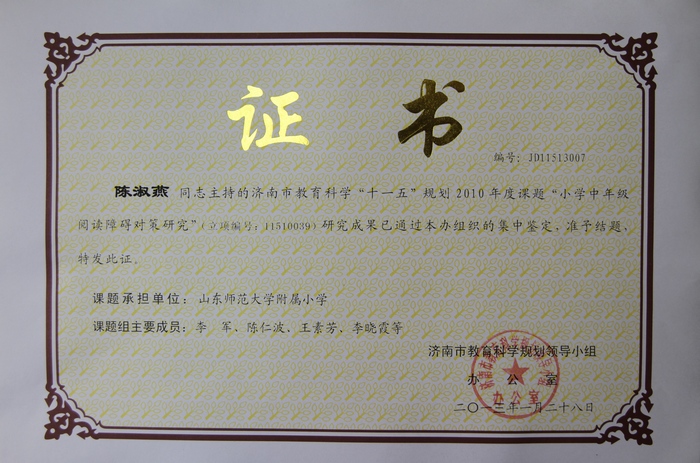 证 书
编号：JD11513007
陈淑燕 同志主持的济南市教育科学“十一五”规划2010年度课题“小学中年级
阅读障碍对策研究”（立项编号：11510039）研究成果已通过本办组织的集中鉴定，准予结题，
特发此证。
课题承担单位：山东师范大学附属小学
课题组主要成员：李 军、陈仁波、王素芳、李晓霞等
济南市教育科学规划领导小组
办 公 室
二〇一三年一月二十八日
办公室